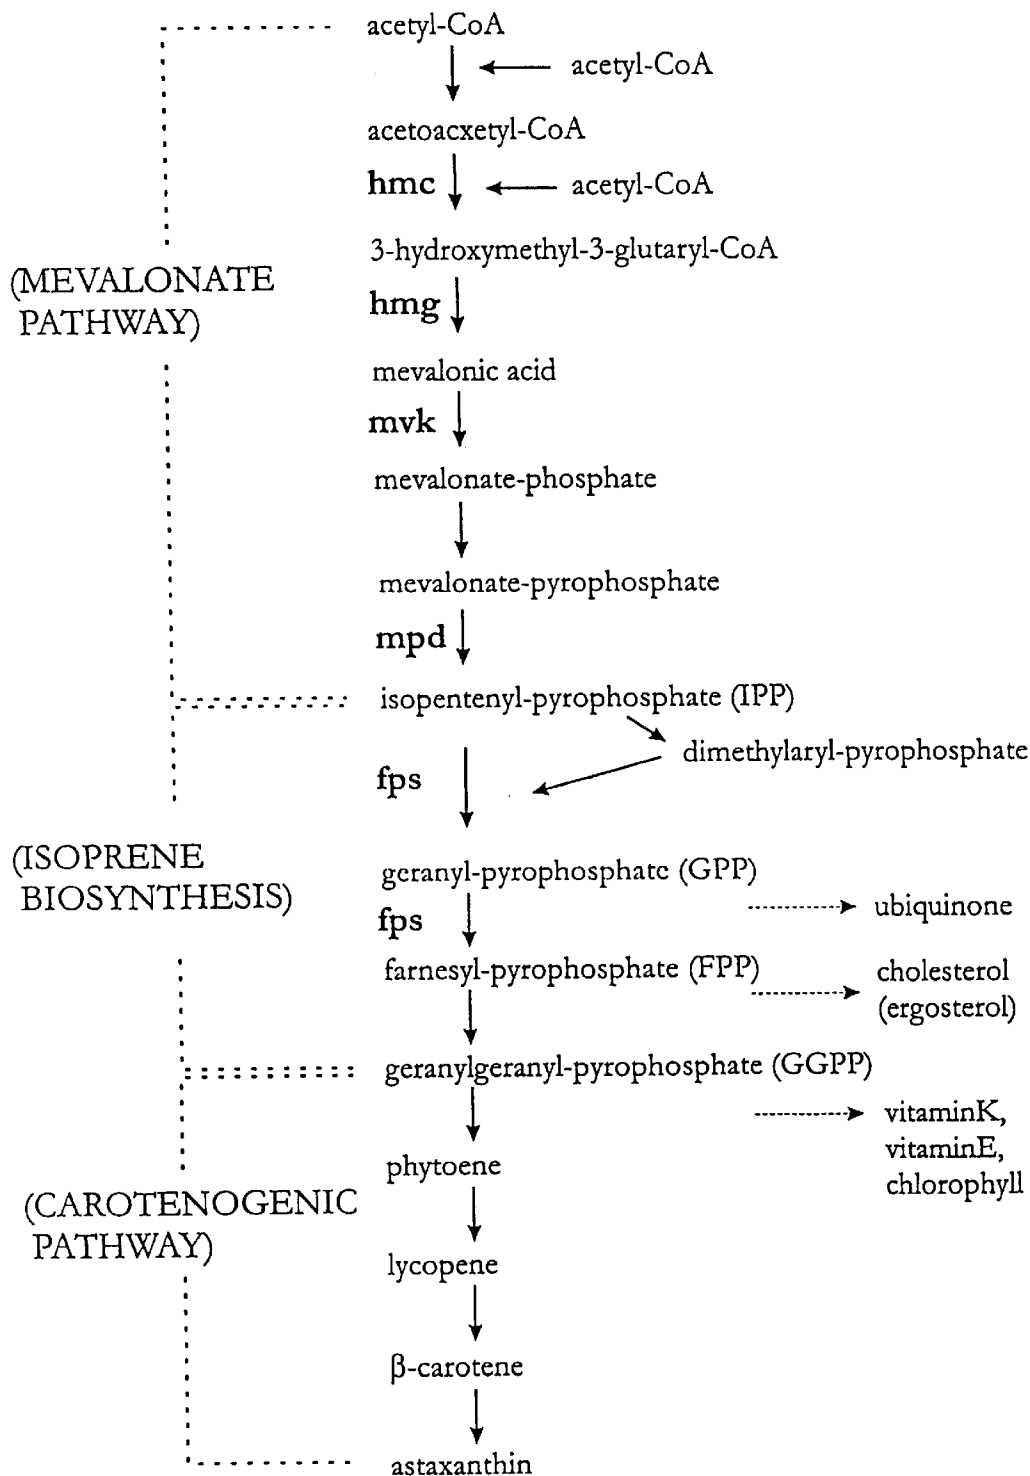 acetyl-CoA
acetyl-CoA
acetoacxetyl-CoA
hmc
acetyl-CoA
3-hydroxymethyl-3-glutaryl-CoA
(MEVALONATE
PATHWAY)
hmg
mevalonic acid
mvk
mevalonate-phosphate
mevalonate-pyrophosphate
mpd
isopentenyl-pyrophosphate (IPP)
dimethylaryl-pyrophosphate
fps
(ISOPRENE
BIOSYNTHESIS)
geranyl-pyrophosphate (GPP)
ubiquinone
fps
farnesyl-pyrophosphate (FPP)
cholesterol
(ergosterol)
geranylgeranyl-pyrophosphate (GGPP)
vitaminK,
vitaminE,
chlorophyll
phytoene
(CAROTENOGENIC
PATHWAY)
lycopene
β-carotene
astaxanthin